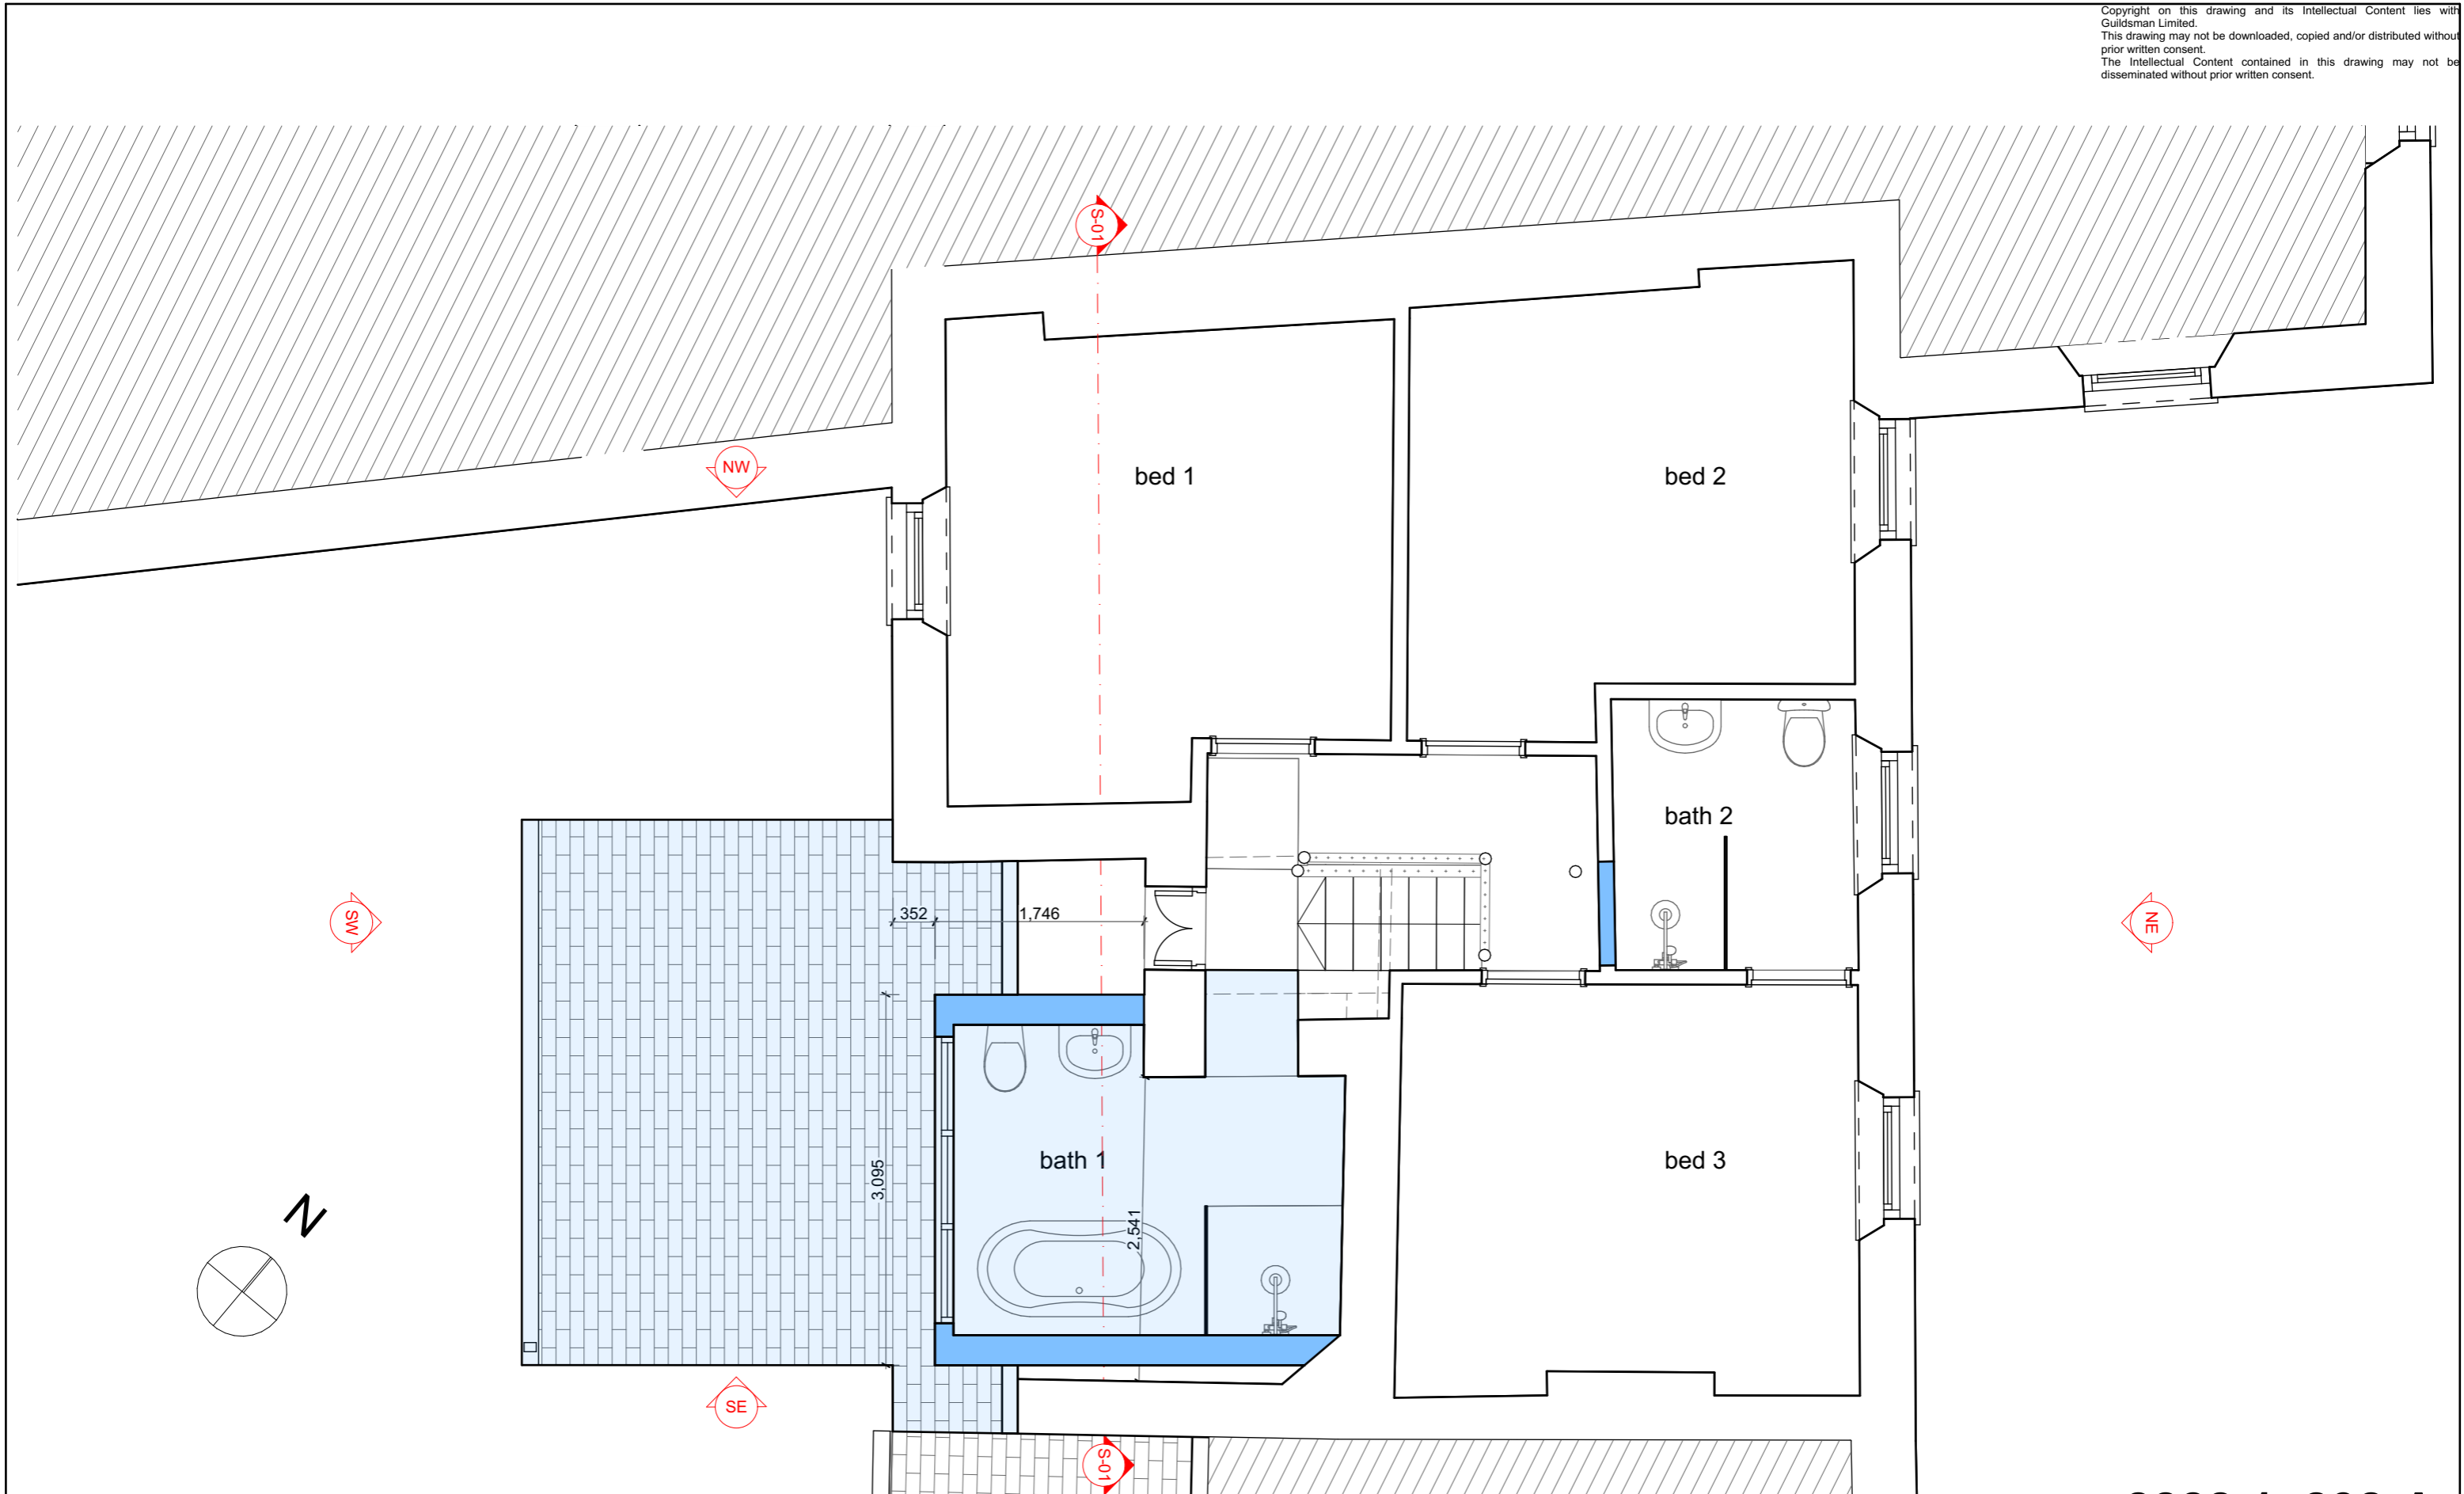 Copyright on this drawing and its Intellectual Content lies with
Guildsman Limited.
This drawing may not be downloaded, copied and/or distributed without
prior written consent.
The Intellectual Content contained in this drawing may not be
disseminated without prior written consent.
S-01
NW
bed 1
bed 2
bath 2
SW
352
1,746
NE
3,095
bath 1
2,541
bed 3
N
SE
S-01